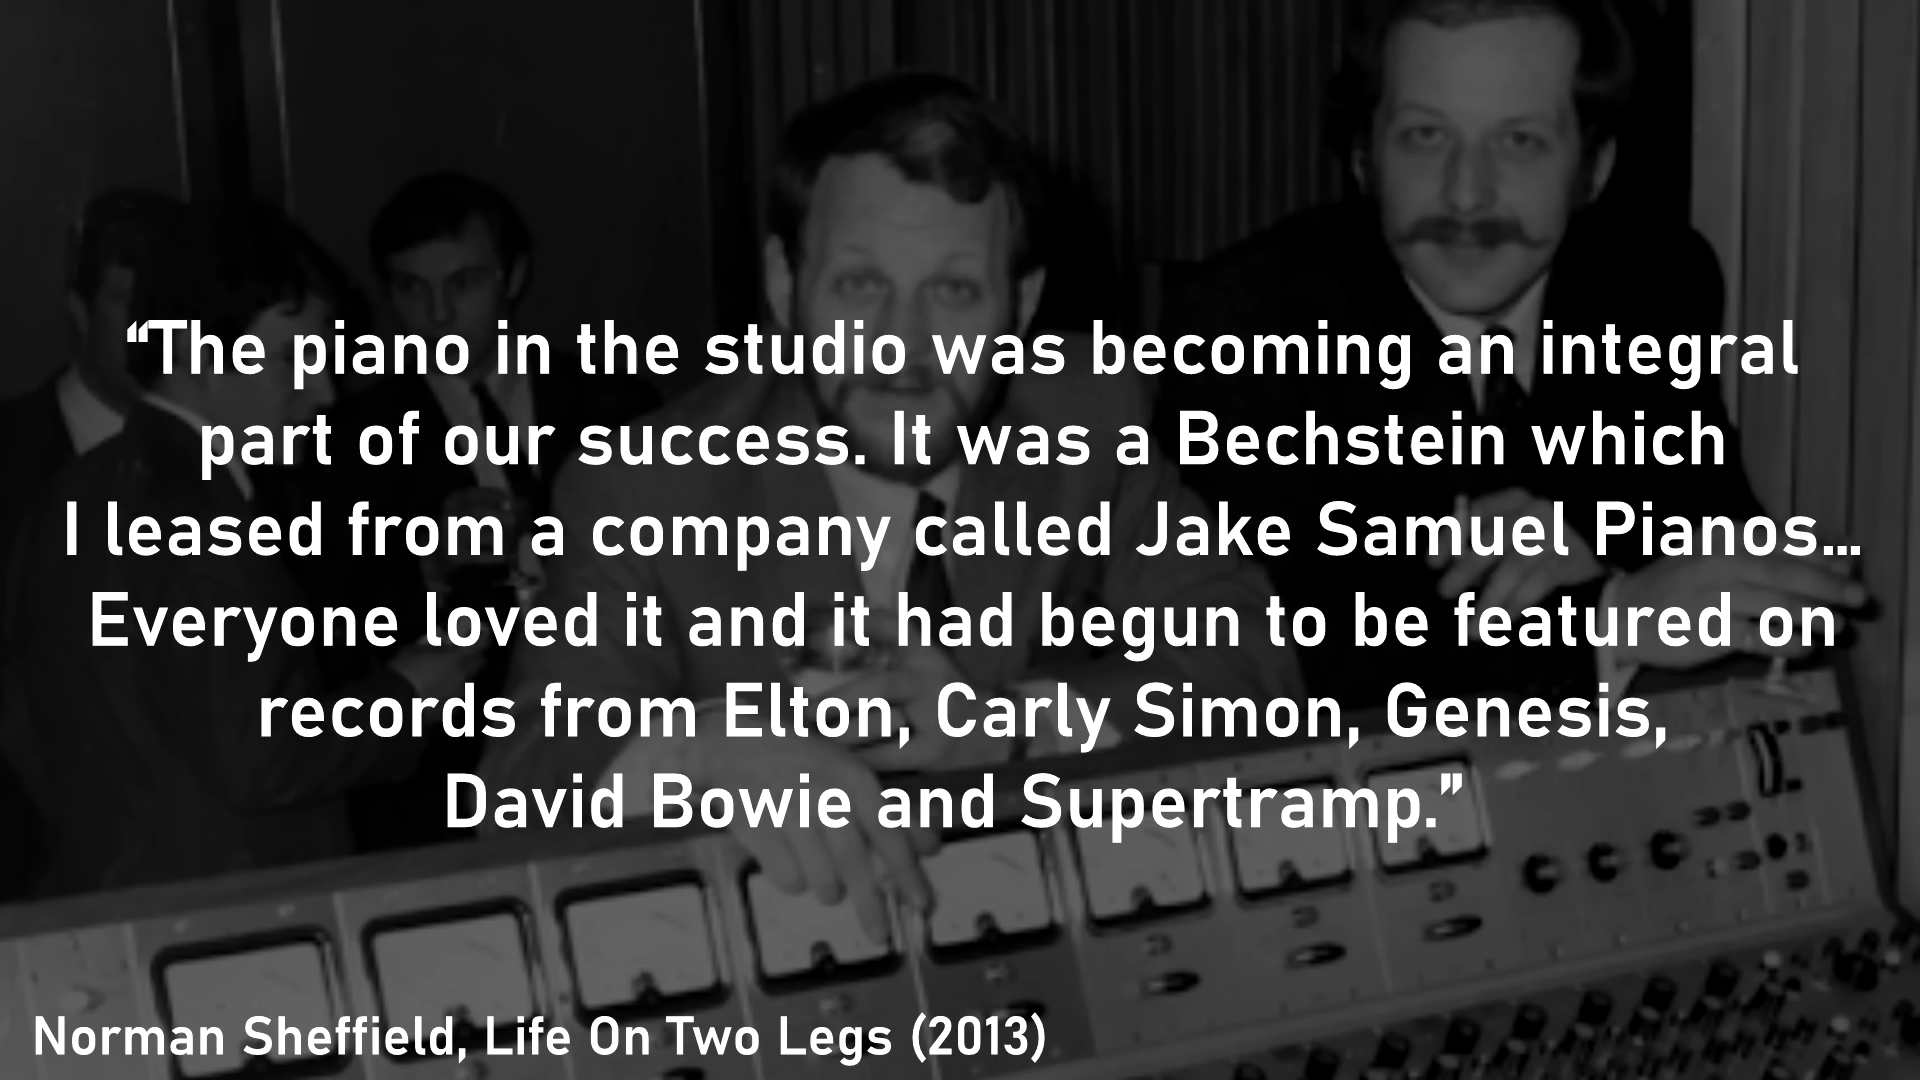 “The piano in the studio was becoming an integral
part of our success. It was a Bechstein which
I leased from a company called Jake Samuel Pianos...
Everyone loved it and it had begun to be featured on
records from Elton, Carly Simon, Genesis,
David Bowie and Supertramp.”
Norman Sheffield, Life On Two Legs (2013)